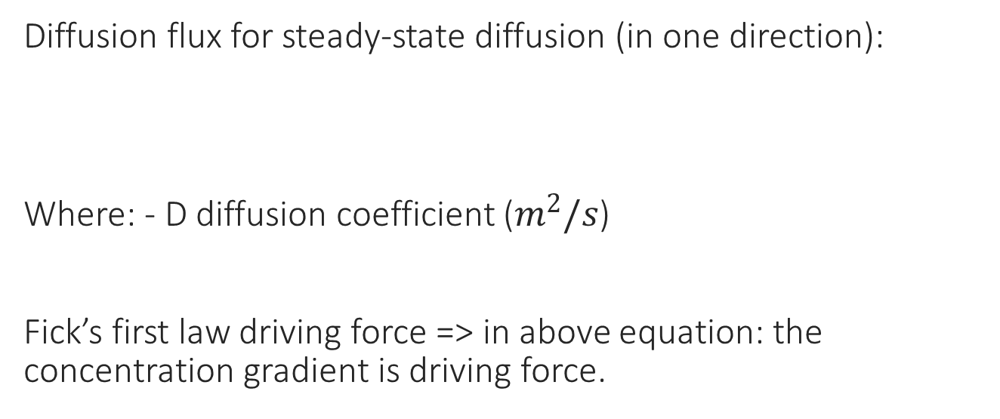 Diffusion flux for steady-state diffusion (in one direction):
Where: - D diffusion coefficient (m²/s)
Fick’s first law driving force => in above equation: the
concentration gradient is driving force.